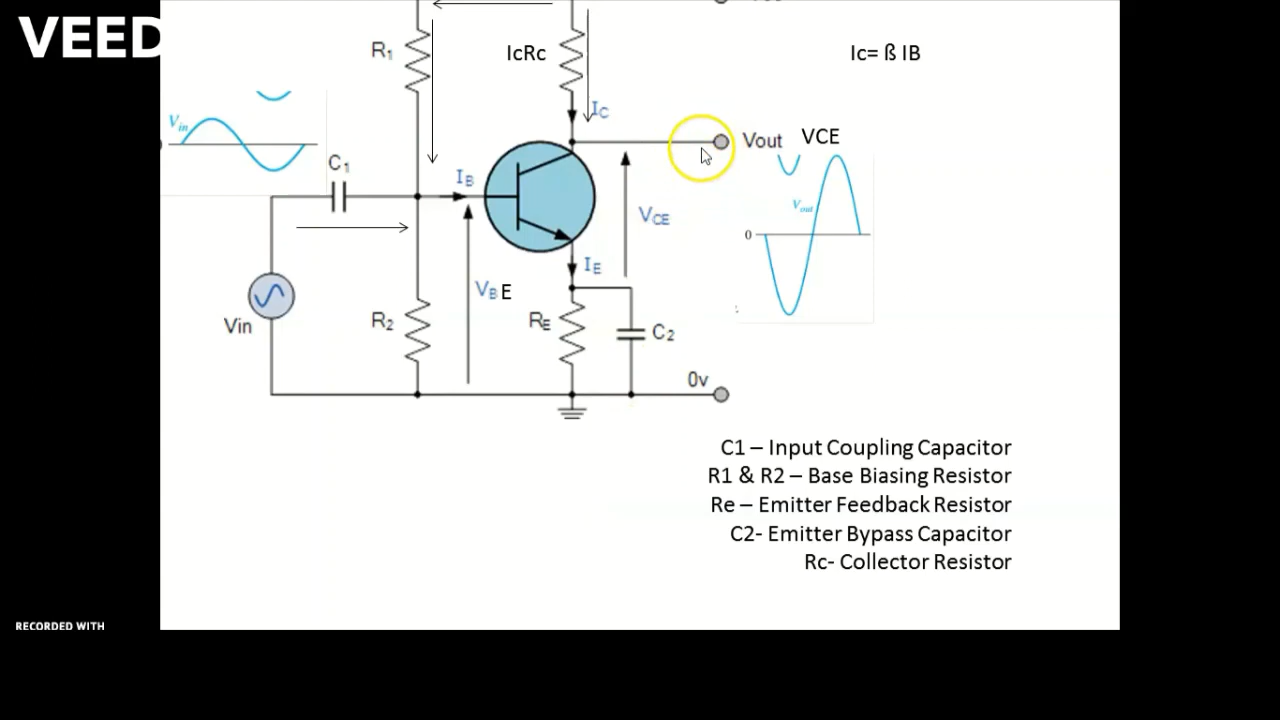 VEED
R1
IcRc
Ic= ß IB
IC
Vin
Vout
VCE
C1
IB
Vout
VCE
0
IE
VB E
Vin
R2
RE
C2
0v
C1 – Input Coupling Capacitor
R1 & R2 – Base Biasing Resistor
Re – Emitter Feedback Resistor
C2- Emitter Bypass Capacitor
Rc- Collector Resistor
RECORDED WITH